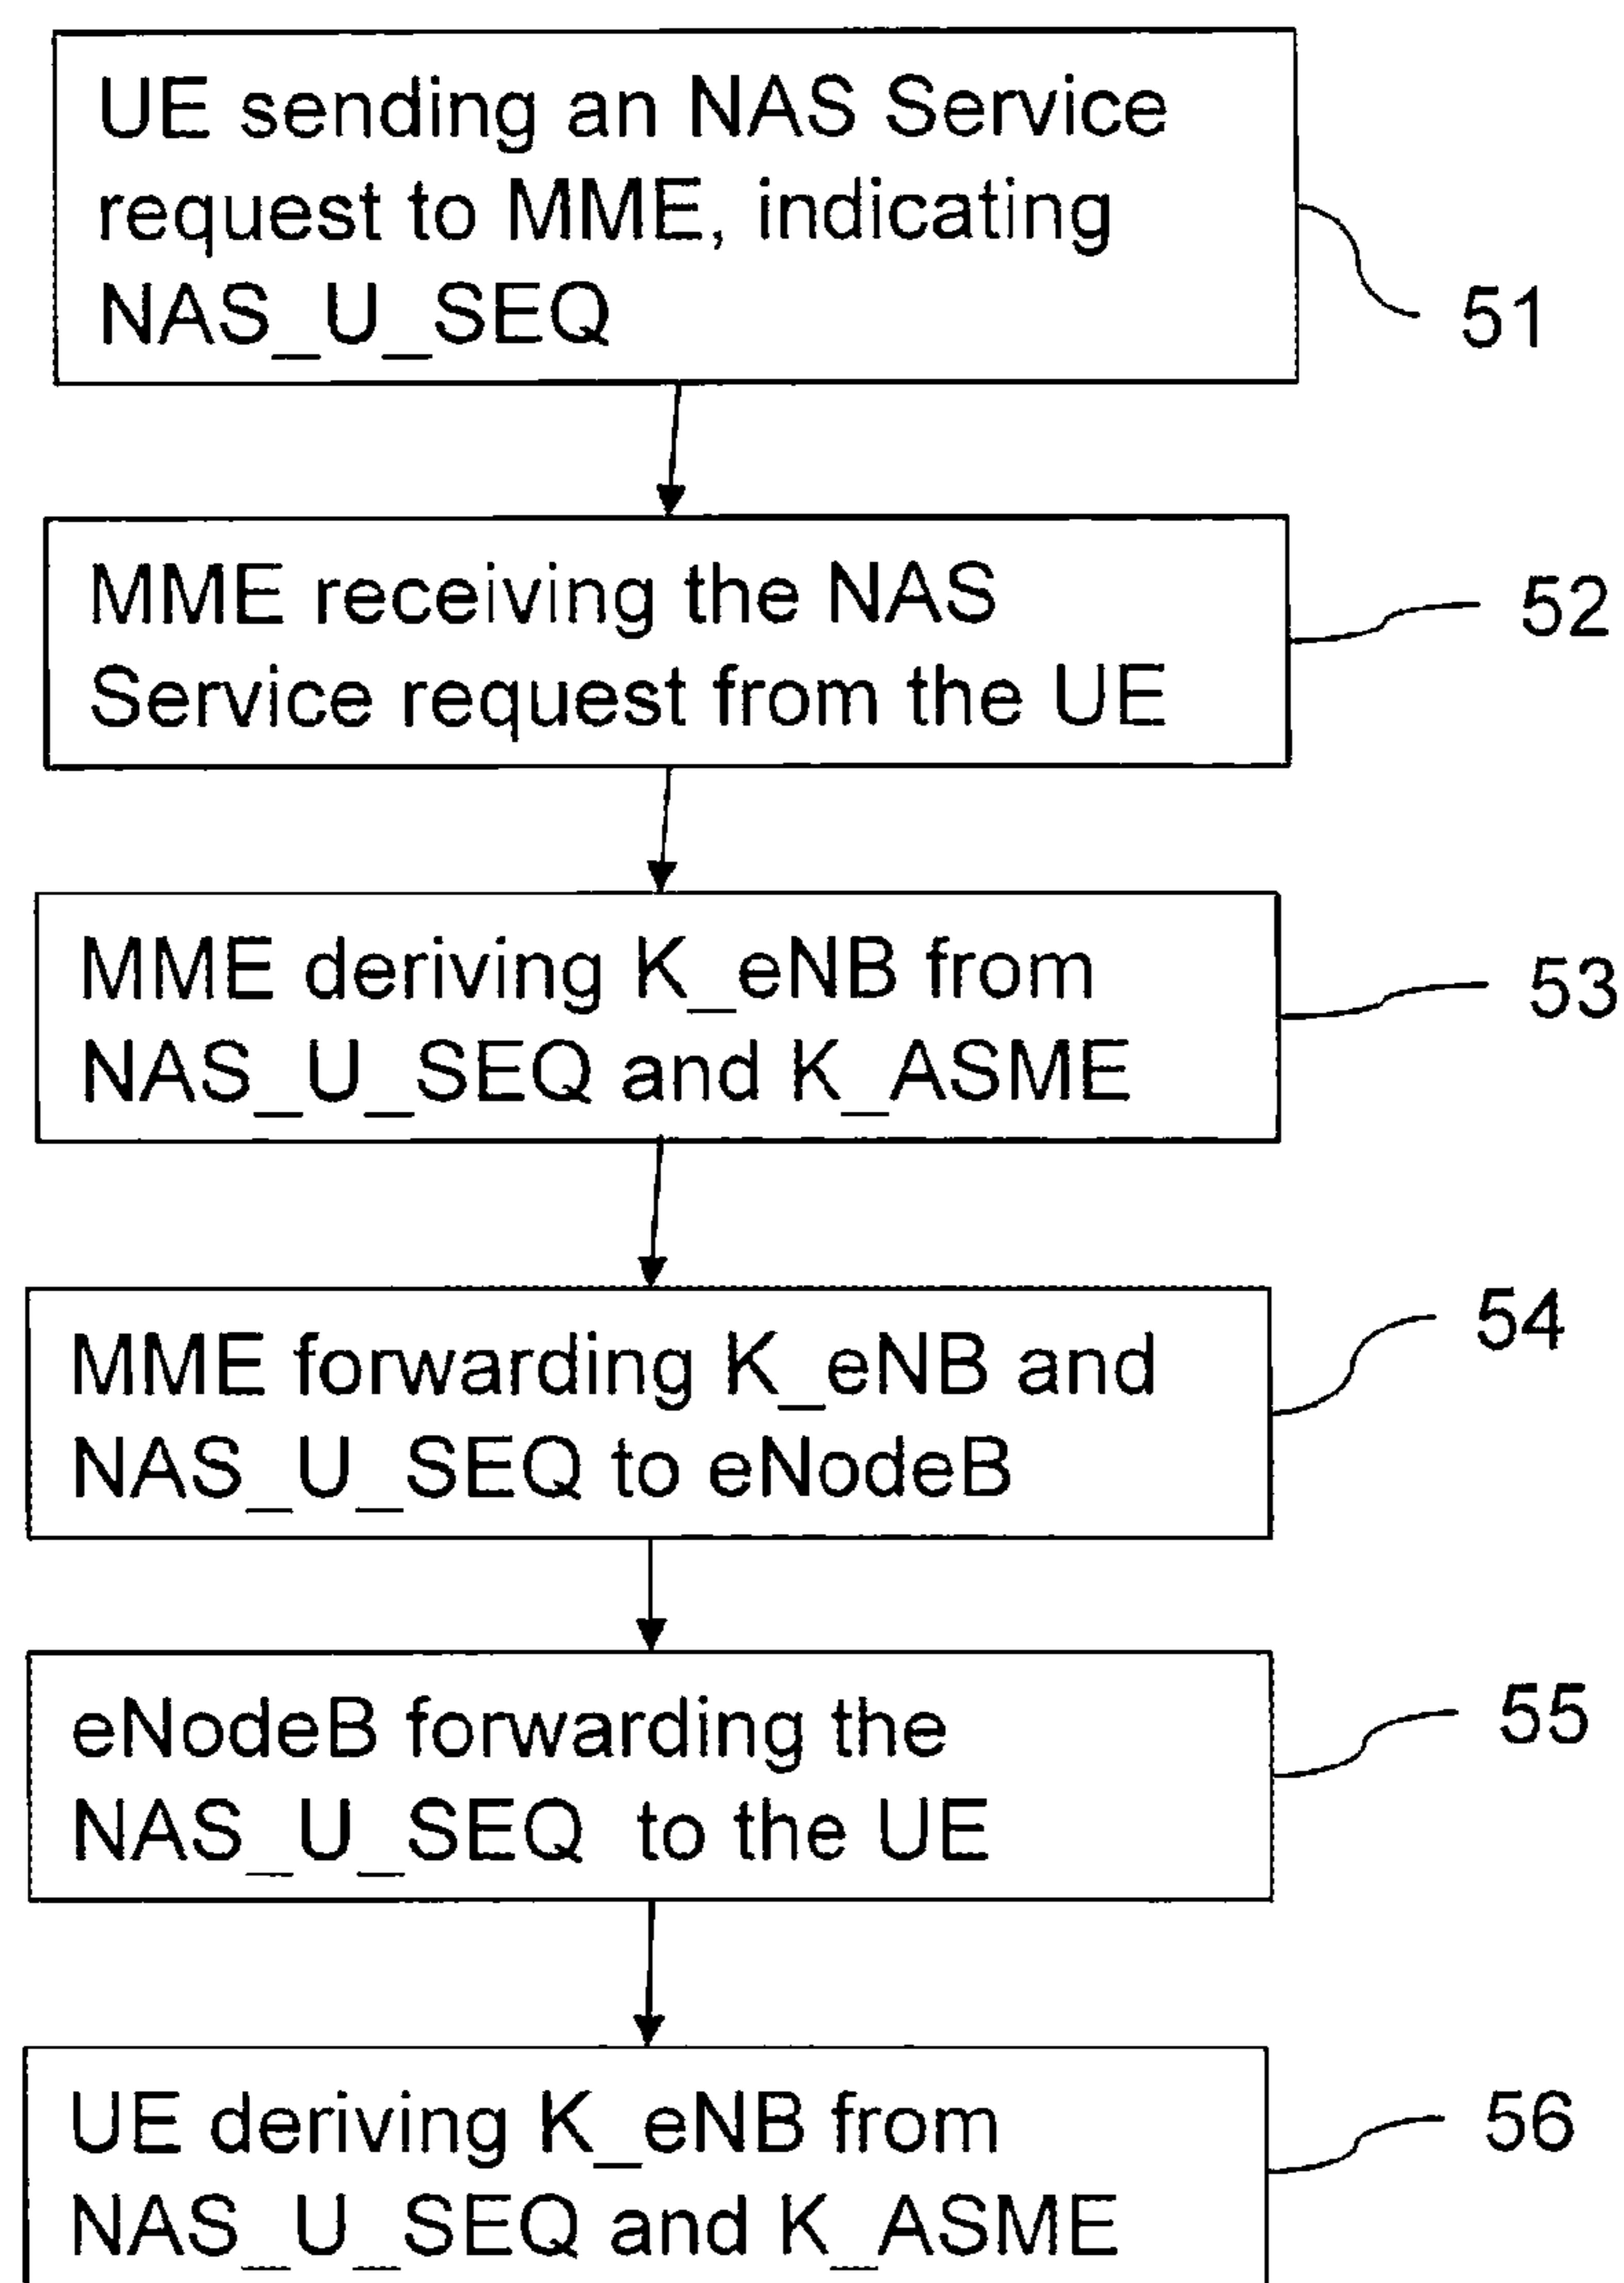 UE sending an NAS Service
request to MME, indicating
NAS_U_SEQ
51
MME receiving the NAS
Service request from the UE
52
MME deriving K_eNB from
NAS_U_SEQ and K_ASME
53
MME forwarding K_eNB and
NAS_U_SEQ to eNodeB
54
eNodeB forwarding the
NAS_U_SEQ to the UE
55
UE deriving K_eNB from
NAS_U_SEQ and K_ASME
56